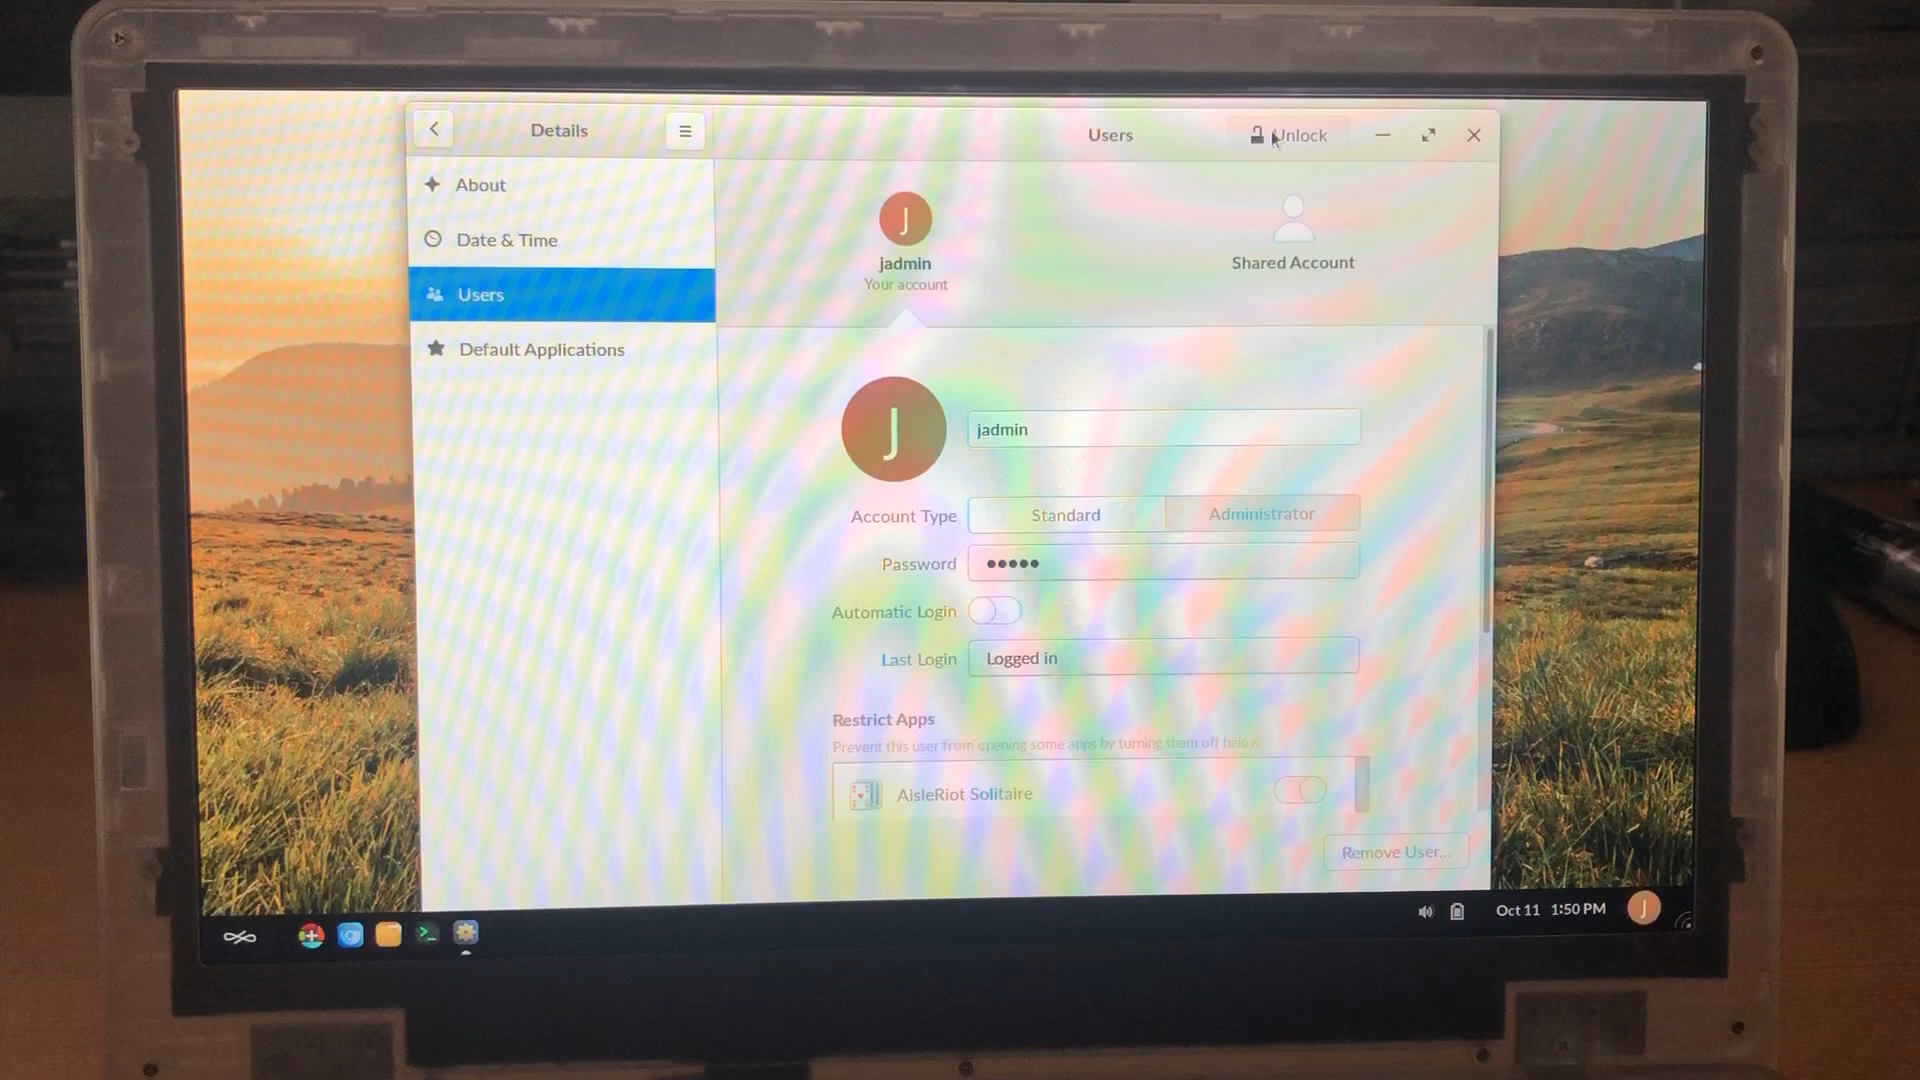 Details
Users
Unlock
About
Date & Time
Users
Default Applications
J
jadmin
Your account
Shared Account
J
jadmin
Account Type
Standard
Administrator
Password
●●●●●
Automatic Login
Last Login
Logged in
Restrict Apps
Prevent this user from opening some apps by turning them off below.
AisleRiot Solitaire
Remove User...
Oct 11 1:50 PM
J